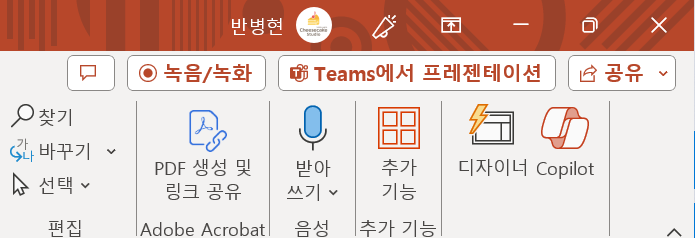 반병현
Cheesecake
Studio
녹음/녹화
Teams에서 프레젠테이션
공유
찾기
바꾸기
선택
편집
PDF 생성 및
링크 공유
Adobe Acrobat
받아
쓰기
음성
추가
기능
추가 기능
디자이너
Copilot